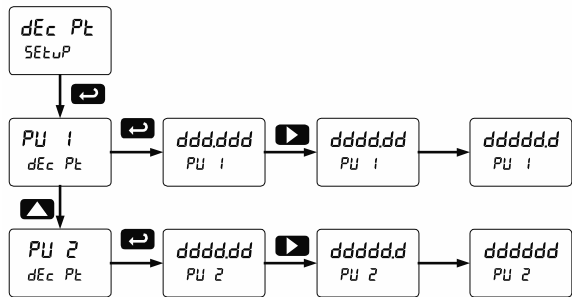 dEc Pt
SEtuP
PU 1
dEc Pt
ddd.ddd
PU 1
dddd.dd
PU 1
ddddd.d
PU 1
PU 2
dEc Pt
dddd.dd
PU 2
ddddd.d
PU 2
dddddd
PU 2